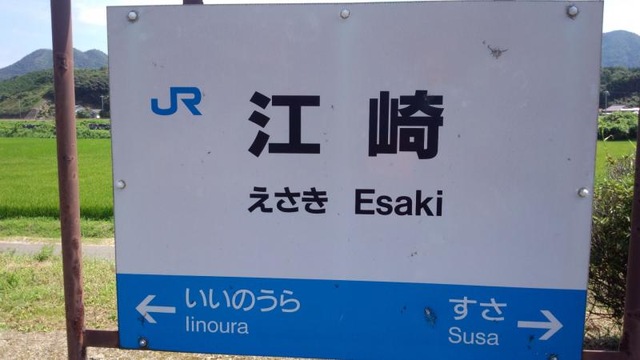 JR 江崎
えさき Esaki
← いいのうら すさ →
Iinoura Susa